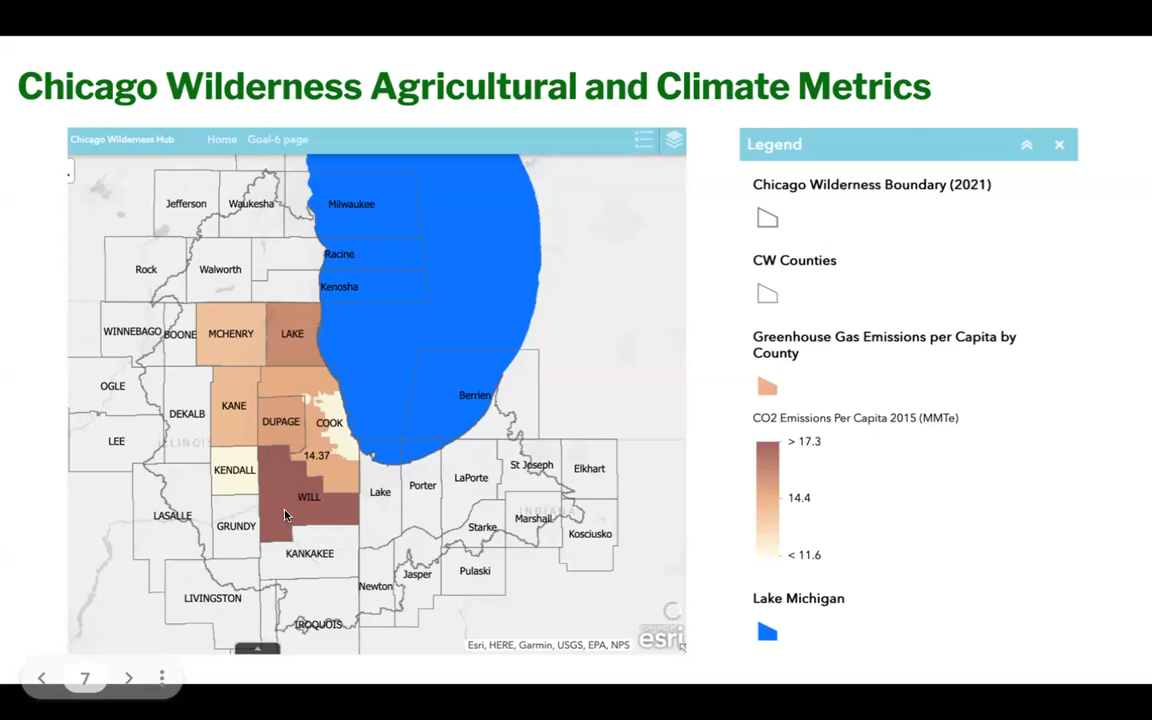 Chicago Wilderness Agricultural and Climate Metrics
Chicago Wilderness Hub Home Goal-6 page
Jefferson Waukesha Milwaukee
Racine
Rock Walworth
Kenosha
WINNEBAGO BOONE MCHENRY LAKE
OGLE
Berrien
DEKALB KANE
DUPAGE COOK
LEE
ILLINOIS
14.37
KENDALL
St Joseph Elkhart
LaPorte
Porter
Lake
WILL
LASALLE
INDIANA
Marshall
GRUNDY
Starke
Kosciusko
KANKAKEE
Jasper Pulaski
Newton
LIVINGSTON
IROQUOIS
POWERED BY
esri
Esri, HERE, Garmin, USGS, EPA, NPS
Legend
Chicago Wilderness Boundary (2021)
CW Counties
Greenhouse Gas Emissions per Capita by
County
CO2 Emissions Per Capita 2015 (MMTe)
> 17.3
14.4
< 11.6
Lake Michigan
7